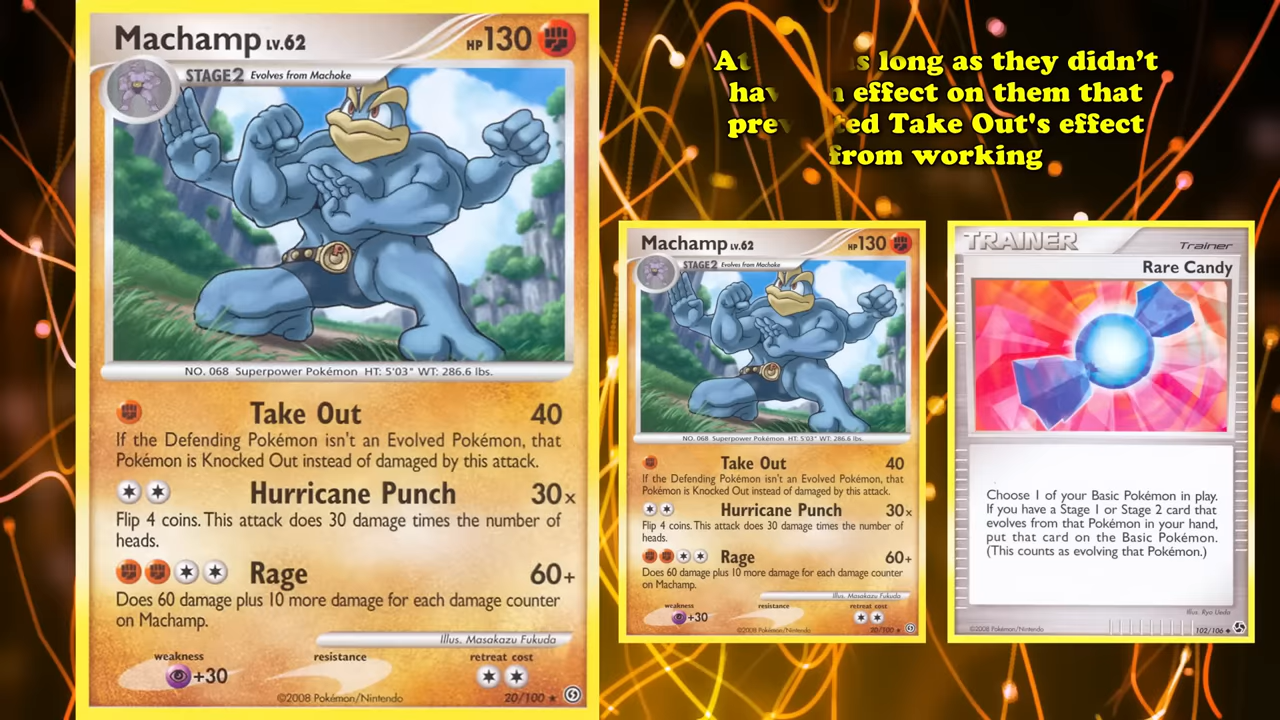 Machamp LV.62
HP 130
STAGE2 Evolves from Machoke
NO. 068 Superpower Pokémon HT: 5'03" WT: 286.6 lbs.
Take Out 40
If the Defending Pokémon isn't an Evolved Pokémon, that
Pokémon is Knocked Out instead of damaged by this attack.
Hurricane Punch 30x
Flip 4 coins. This attack does 30 damage times the number of
heads.
Rage 60+
Does 60 damage plus 10 more damage for each damage counter
on Machamp.
Illus. Masakazu Fukuda
weakness resistance retreat cost
+30
©2008 Pokémon/Nintendo
20/100
long as they didn't
effect on them that
Take Out's effect
from working
Machamp LV.62
HP 130
STAGE2 Evolves from Machoke
NO. 068 Superpower Pokémon HT: 5'03" WT: 286.6 lbs.
Take Out 40
If the Defending Pokémon isn't an Evolved Pokémon, that
Pokémon is Knocked Out instead of damaged by this attack.
Hurricane Punch 30x
Flip 4 coins. This attack does 30 damage times the number of
heads.
Rage 60+
Does 60 damage plus 10 more damage for each damage counter
on Machamp.
Illus. Masakazu Fukuda
weakness resistance retreat cost
+30
©2008 Pokémon/Nintendo
20/100
TRAINER Trainer
Rare Candy
Choose 1 of your Basic Pokémon in play.
If you have a Stage 1 or Stage 2 card that
evolves from that Pokémon in your hand,
put that card on the Basic Pokémon.
(This counts as evolving that Pokémon.)
Illus. Ryo Ueda
©2008 Pokémon/Nintendo
102/106